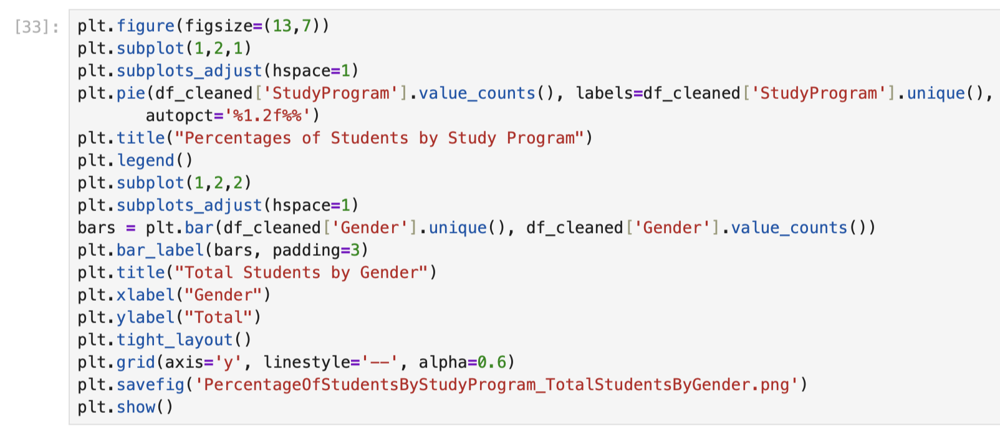 [33]: plt.figure(figsize=(13,7))
plt.subplot(1,2,1)
plt.subplots_adjust(hspace=1)
plt.pie(df_cleaned['StudyProgram'].value_counts(), labels=df_cleaned['StudyProgram'].unique(),
       autopct='%1.2f%%')
plt.title("Percentages of Students by Study Program")
plt.legend()
plt.subplot(1,2,2)
plt.subplots_adjust(hspace=1)
bars = plt.bar(df_cleaned['Gender'].unique(), df_cleaned['Gender'].value_counts())
plt.bar_label(bars, padding=3)
plt.title("Total Students by Gender")
plt.xlabel("Gender")
plt.ylabel("Total")
plt.tight_layout()
plt.grid(axis='y', linestyle='--', alpha=0.6)
plt.savefig('PercentageOfStudentsByStudyProgram_TotalStudentsByGender.png')
plt.show()